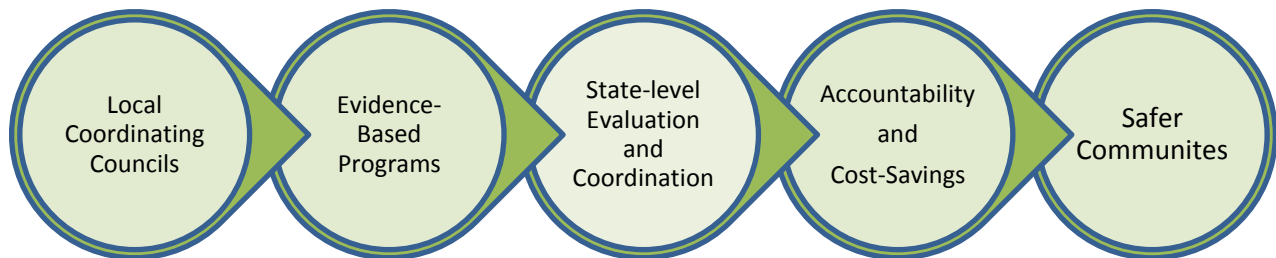 Local
Coordinating
Councils
Evidence-
Based
Programs
State-level
Evaluation
and
Coordination
Accountability
and
Cost-Savings
Safer
Communites